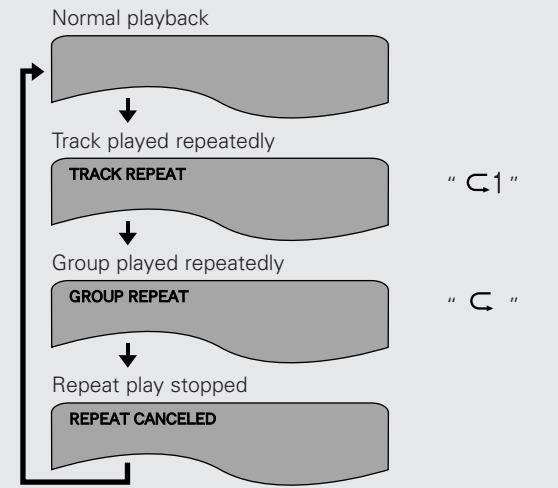 Normal playback
Track played repeatedly
TRACK REPEAT
“ ⊂1 ”
Group played repeatedly
GROUP REPEAT
“ ⊂ ”
Repeat play stopped
REPEAT CANCELED